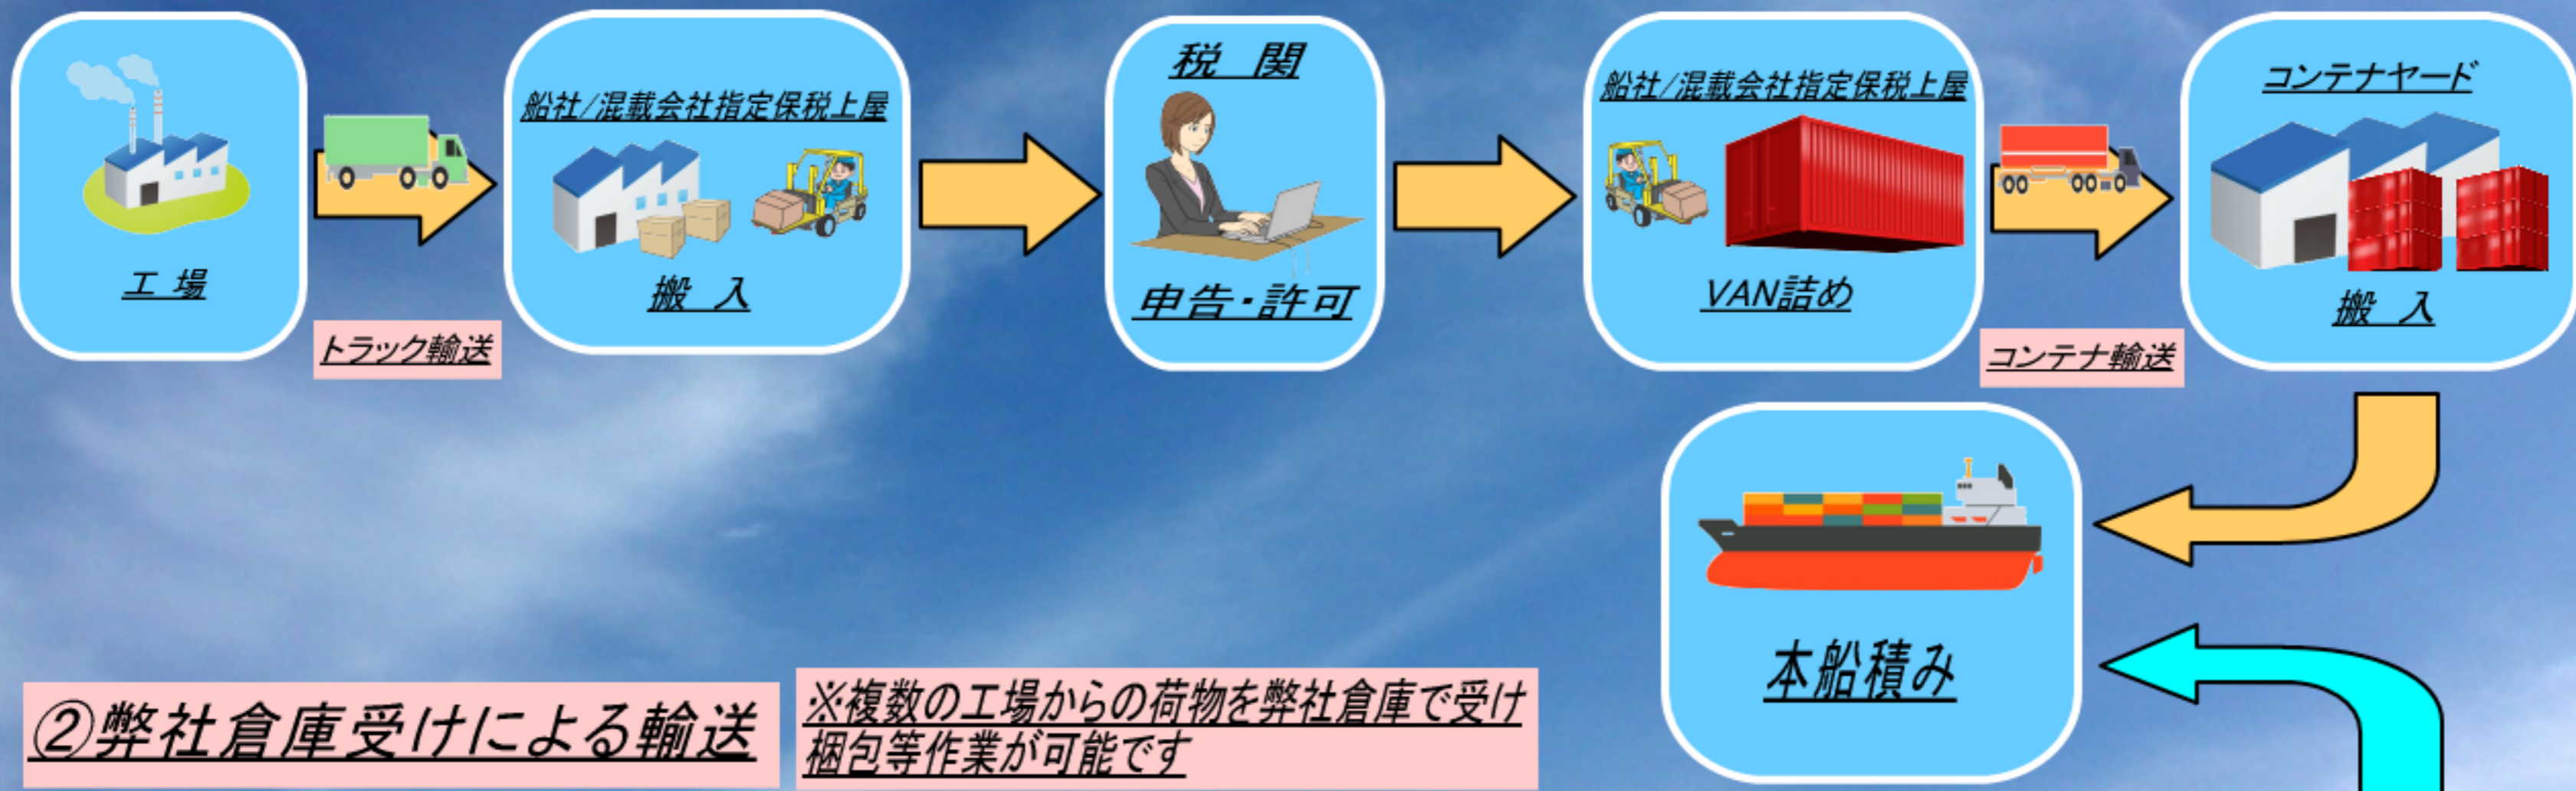 工 場
トラック輸送
船社/混載会社指定保税上屋
搬 入
税 関
申告・許可
船社/混載会社指定保税上屋
VAN詰め
コンテナ輸送
コンテナヤード
搬 入
本船積み
②弊社倉庫受けによる輸送
※複数の工場からの荷物を弊社倉庫で受け
梱包等作業が可能です